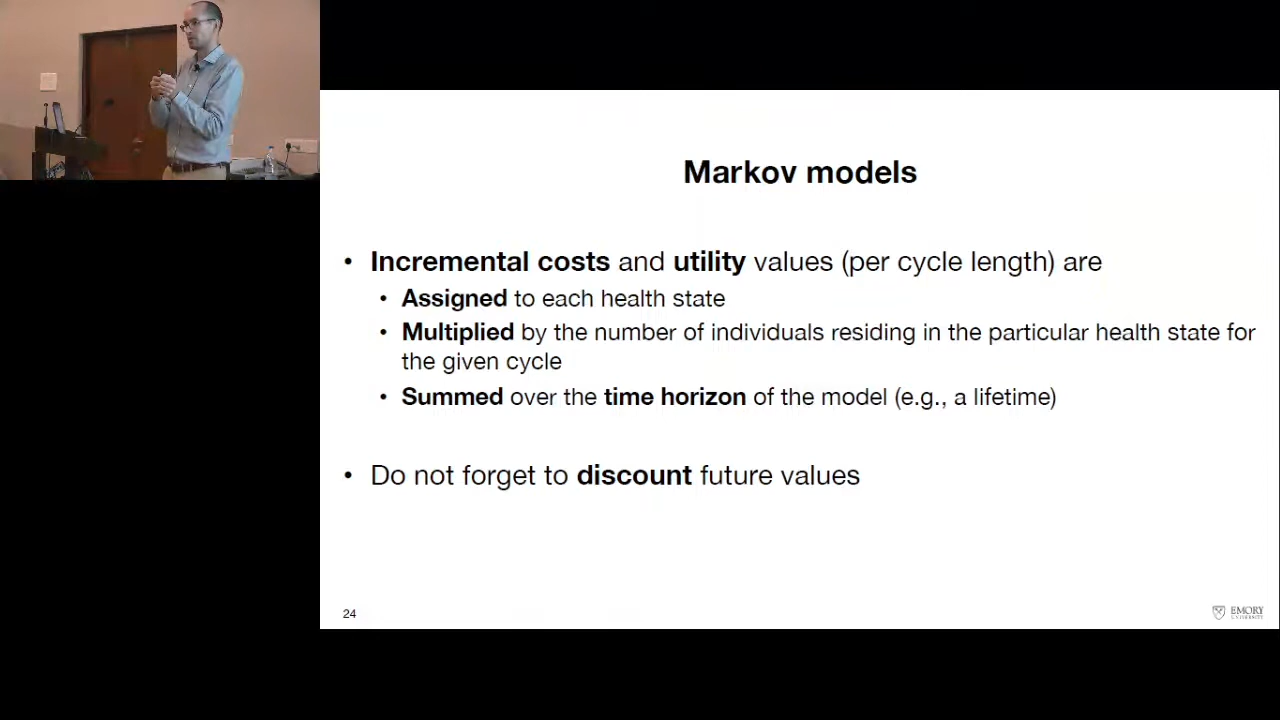 Markov models
• Incremental costs and utility values (per cycle length) are
• Assigned to each health state
• Multiplied by the number of individuals residing in the particular health state for
the given cycle
• Summed over the time horizon of the model (e.g., a lifetime)
• Do not forget to discount future values
24
EMORY
UNIVERSITY